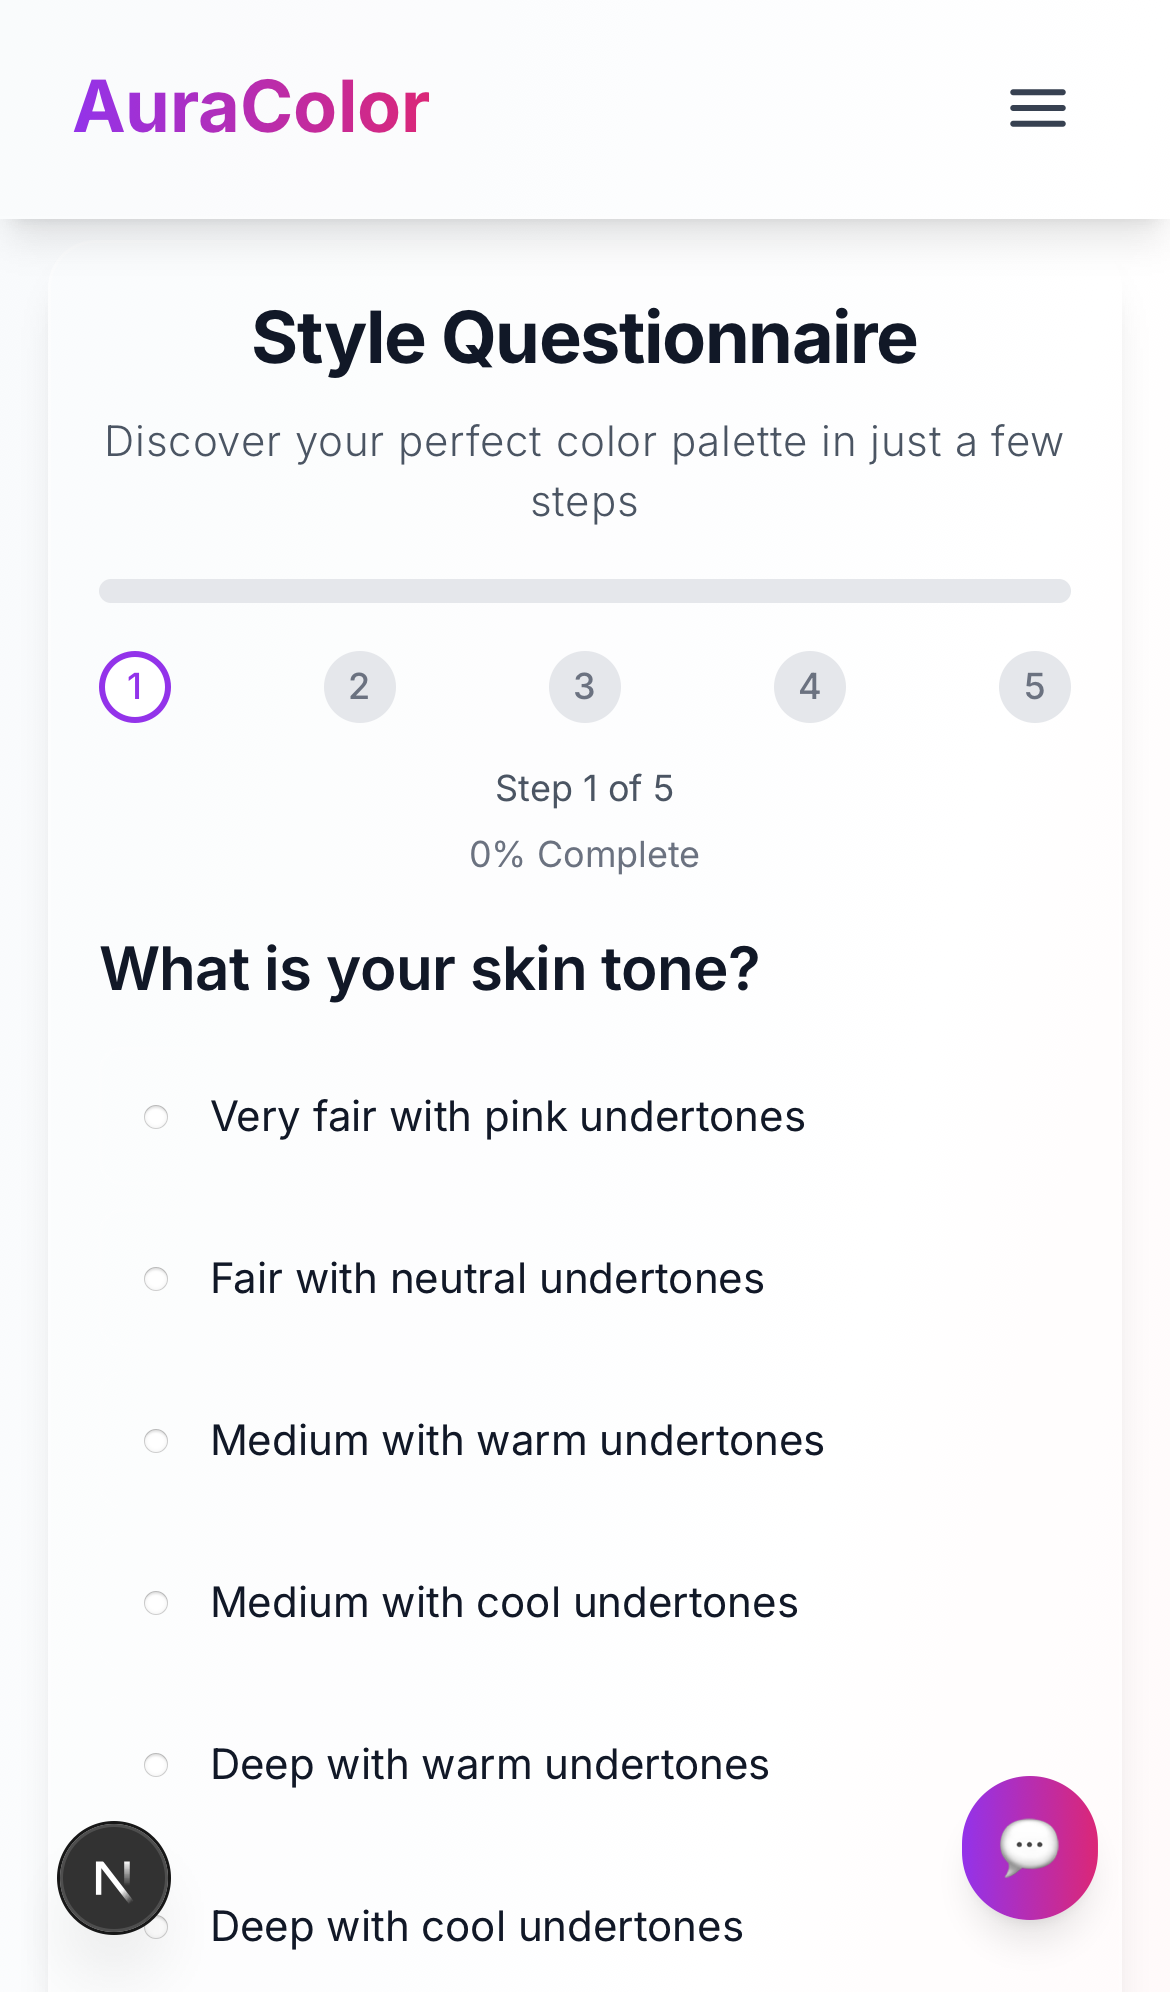 AuraColor
Style Questionnaire
Discover your perfect color palette in just a few
steps
1 2 3 4 5
Step 1 of 5
0% Complete
What is your skin tone?
Very fair with pink undertones
Fair with neutral undertones
Medium with warm undertones
Medium with cool undertones
Deep with warm undertones
N
Deep with cool undertones